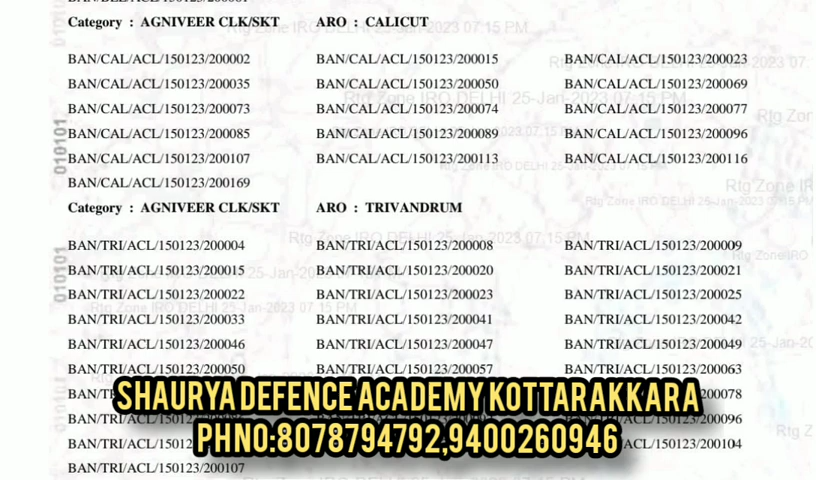 Category : AGNIVEER CLK/SKT ARO : CALICUT
BAN/CAL/ACL/150123/200002 BAN/CAL/ACL/150123/200015 BAN/CAL/ACL/150123/200023
BAN/CAL/ACL/150123/200035 BAN/CAL/ACL/150123/200050 BAN/CAL/ACL/150123/200069
BAN/CAL/ACL/150123/200073 BAN/CAL/ACL/150123/200074 BAN/CAL/ACL/150123/200077
BAN/CAL/ACL/150123/200085 BAN/CAL/ACL/150123/200089 BAN/CAL/ACL/150123/200096
BAN/CAL/ACL/150123/200107 BAN/CAL/ACL/150123/200113 BAN/CAL/ACL/150123/200116
BAN/CAL/ACL/150123/200169
Category : AGNIVEER CLK/SKT ARO : TRIVANDRUM
BAN/TRI/ACL/150123/200004 BAN/TRI/ACL/150123/200008 BAN/TRI/ACL/150123/200009
BAN/TRI/ACL/150123/200015 BAN/TRI/ACL/150123/200020 BAN/TRI/ACL/150123/200021
BAN/TRI/ACL/150123/200022 BAN/TRI/ACL/150123/200023 BAN/TRI/ACL/150123/200025
BAN/TRI/ACL/150123/200033 BAN/TRI/ACL/150123/200041 BAN/TRI/ACL/150123/200042
BAN/TRI/ACL/150123/200046 BAN/TRI/ACL/150123/200047 BAN/TRI/ACL/150123/200049
BAN/TRI/ACL/150123/200050 BAN/TRI/ACL/150123/200057 BAN/TRI/ACL/150123/200063
SHAURYA DEFENCE ACADEMY KOTTARAKKARA
PHNO:8078794792,9400260946
BAN/TRI/ACL/150123/200107